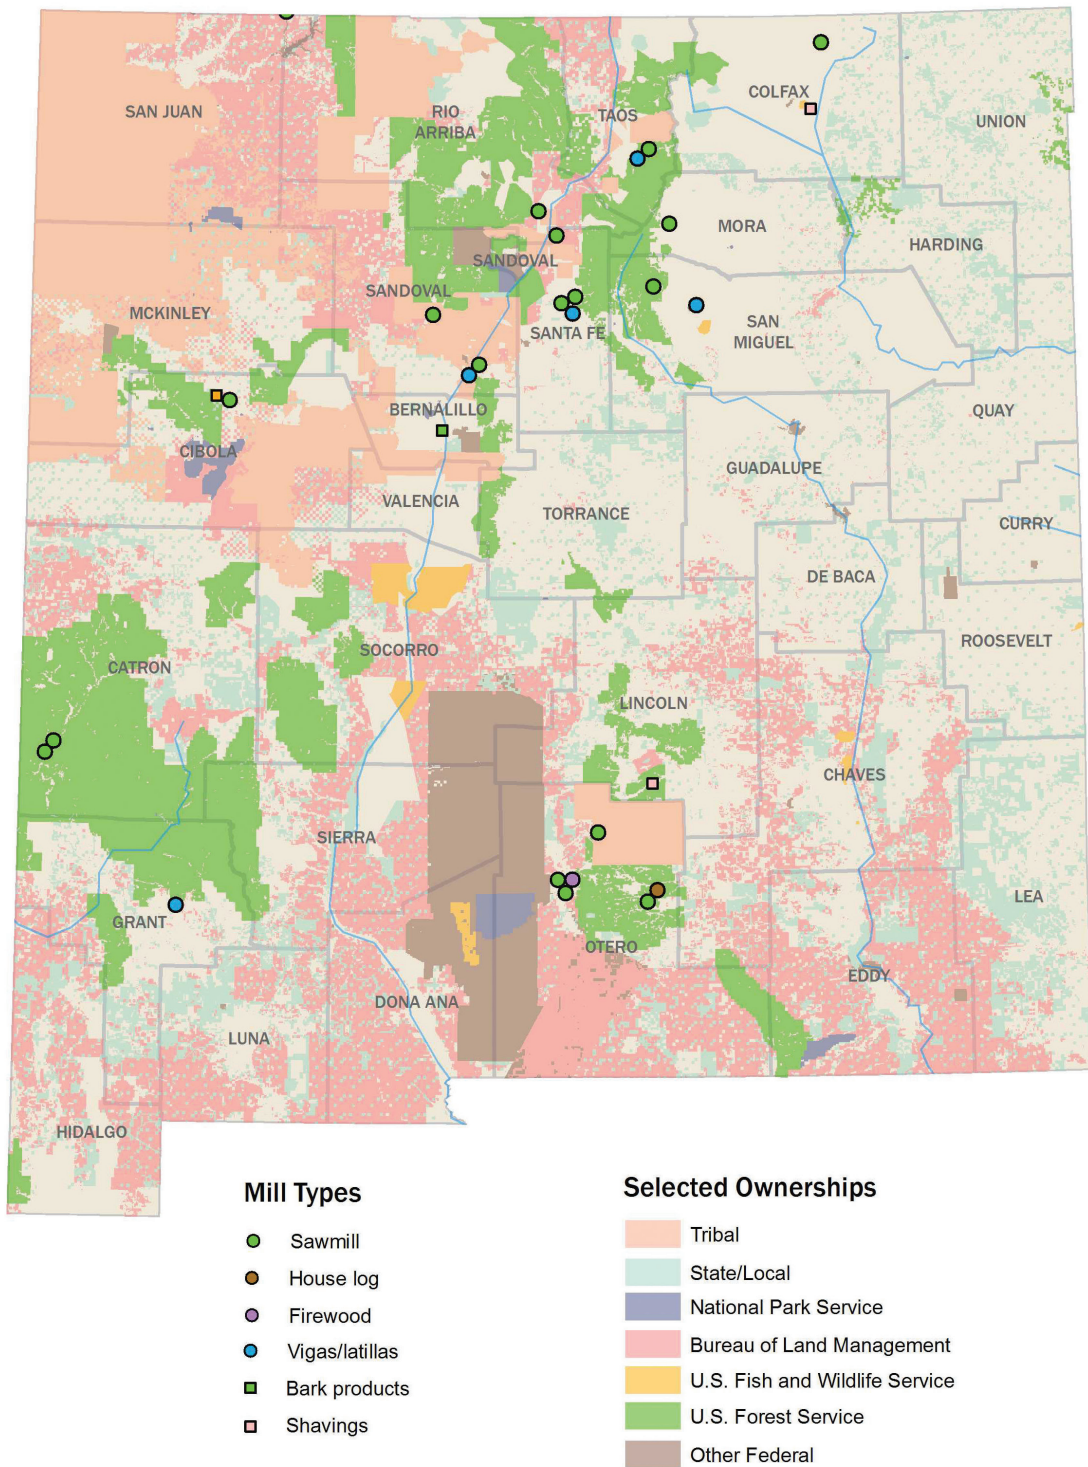 SAN JUAN
RIO
ARRIBA
TAOS
COLFAX
UNION
MORA
HARDING
SANDOVAL
SANDOVAL
MCKINLEY
SANTA FE
SAN
MIGUEL
BERNALILLO
QUAY
CIBOLA
GUADALUPE
VALENCIA
TORRANCE
CURRY
DE BACA
ROOSEVELT
SOCORRO
CATRON
LINCOLN
CHAVES
SIERRA
LEA
GRANT
OTERO
EDDY
DONA ANA
LUNA
HIDALGO
Mill Types
Sawmill
House log
Firewood
Vigas/latillas
Bark products
Shavings
Selected Ownerships
Tribal
State/Local
National Park Service
Bureau of Land Management
U.S. Fish and Wildlife Service
U.S. Forest Service
Other Federal